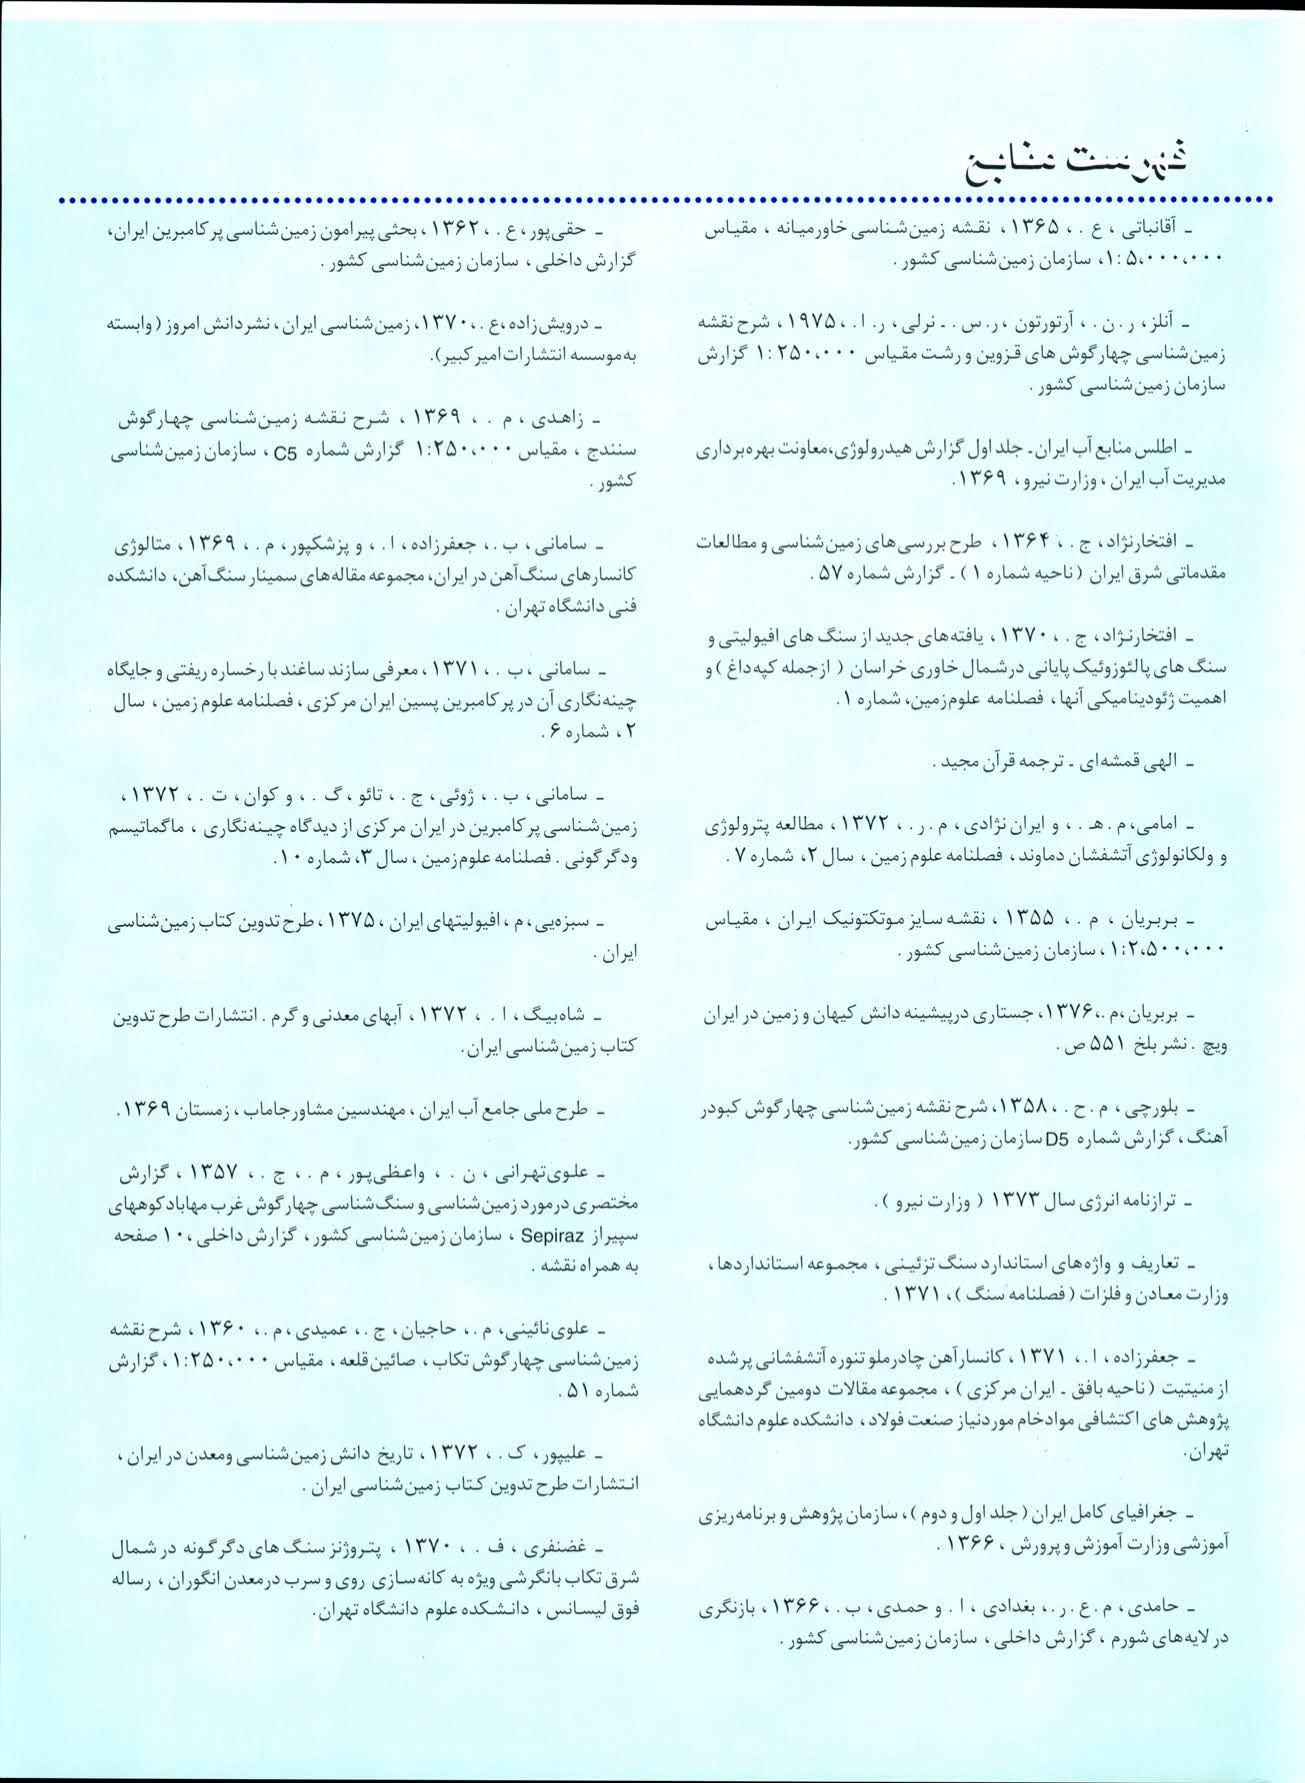 فهرست منابع
ـ آقانباتی ، ع . ، ۱۳۶۵ ، نقشه زمین‌شناسی خاورمیانه ، مقیاس
۱:۵،۰۰۰،۰۰۰، سازمان زمین‌شناسی کشور .
ـ آنلز، ر . ن . ، آرتورتون ، ر. س . ـ نرلی ، ر. ا . ، ۱۹۷۵ ، شرح نقشه
زمین‌شناسی چهارگوش های قزوین و رشت مقیاس ۱:۲۵۰،۰۰۰ گزارش
سازمان زمین‌شناسی کشور .
ـ اطلس منابع آب ایران ـ جلد اول گزارش هیدرولوژی،معاونت بهره‌برداری
مدیریت آب ایران ، وزارت نیرو ، ۱۳۶۹ .
ـ افتخارنژاد، ج . ، ۱۳۶۴ ، طرح بررسی‌های زمین‌شناسی و مطالعات
مقدماتی شرق ایران (ناحیه شماره ۱ ) ـ گزارش شماره ۵۷ .
ـ افتخارنژاد، ج . ، ۱۳۷۰ ، یافته‌های جدید از سنگ های افیولیتی و
سنگ های پالئوزوئیک پایانی درشمال خاوری خراسان ( ازجمله کپه‌داغ ) و
اهمیت ژئودینامیکی آنها ، فصلنامه علوم‌زمین، شماره ۱.
ـ الهی قمشه‌ای ـ ترجمه قرآن مجید .
ـ امامی، م . هـ . ، و ایران نژادی ، م . ر . ، ۱۳۷۲ ، مطالعه پترولوژی
و ولکانولوژی آتشفشان دماوند ، فصلنامه علوم زمین ، سال ۲، شماره ۷ .
ـ بربریان ، م . ، ۱۳۵۵ ، نقشه سایز موتکتونیک ایران ، مقیاس
۱:۲،۵۰۰،۰۰۰ ، سازمان زمین‌شناسی کشور .
ـ بربریان ،م .،۱۳۷۶، جستاری درپیشینه دانش کیهان و زمین در ایران
ویچ . نشر بلخ ۵۵۱ ص .
ـ بلورچی ، م . ح . ، ۱۳۵۸، شرح نقشه زمین‌شناسی چهارگوش کبودر
آهنگ ، گزارش شماره D5 سازمان زمین‌شناسی کشور.
ـ ترازنامه انرژی سال ۱۳۷۳ ( وزارت نیرو ) .
ـ تعاریف و واژه‌های استاندارد سنگ تزئینی ، مجموعه استانداردها ،
وزارت معادن و فلزات (فصلنامه سنگ ) ، ۱۳۷۱ .
ـ جعفرزاده ، ا . ، ۱۳۷۱ ، کانسارآهن چادرملو تنوره آتشفشانی پرشده
از منیتیت (ناحیه بافق ـ ایران مرکزی ) ، مجموعه مقالات دومین گردهمایی
پژوهش های اکتشافی موادخام موردنیاز صنعت فولاد ، دانشکده علوم دانشگاه
تهران.
ـ جغرافیای کامل ایران (جلد اول و دوم ) ، سازمان پژوهش و برنامه‌ریزی
آموزشی وزارت آموزش و پرورش ، ۱۳۶۶ .
ـ حامدی ، م . ع . ر . ، بغدادی ، ا . و حمدی ، ب . ، ۱۳۶۶ ، بازنگری
در لایه‌های شورم ، گزارش داخلی ، سازمان زمین‌شناسی کشور .
ـ حقی‌پور ، ع . ، ۱۳۶۲ ، بحثی پیرامون زمین‌شناسی پرکامبرین ایران،
گزارش داخلی ، سازمان زمین‌شناسی کشور .
ـ درویش‌زاده ،ع .،۱۳۷۰، زمین‌شناسی ایران ، نشردانش امروز ( وابسته
به‌موسسه انتشارات‌امیرکبیر).
ـ زاهدی ، م . ، ۱۳۶۹ ، شرح نقشه زمین‌شناسی چهارگوش
سنندج ، مقیاس ۱:۲۵۰،۰۰۰ گزارش شماره C5 ، سازمان زمین‌شناسی
کشور .
ـ سامانی ، ب . ، جعفرزاده ، ا . ، و پزشکپور ، م . ، ۱۳۶۹ ، متالوژی
کانسارهای سنگ‌آهن در ایران، مجموعه مقاله‌های سمینار سنگ‌آهن، دانشکده
فنی دانشگاه تهران .
ـ سامانی ، ب . ، ۱۳۷۱ ، معرفی سازند ساغند با رخساره ریفتی و جایگاه
چینه‌نگاری آن در پرکامبرین پسین ایران مرکزی ، فصلنامه علوم زمین ، سال
۲ ، شماره ۶ .
ـ سامانی ، ب . ، ژوئی ، ج . ، تائو ، گ . ، و کوان ، ت . ، ۱۳۷۲ ،
زمین‌شناسی پرکامبرین در ایران مرکزی از دیدگاه چینه‌نگاری ، ماگماتیسم
ودگرگونی . فصلنامه علوم‌زمین ، سال ۳، شماره ۱۰.
ـ سبزه‌یی ، م ، افیولیتهای ایران ، ۱۳۷۵ ، طرح تدوین کتاب زمین‌شناسی
ایران .
ـ شاه‌بیگ ، ا . ، ۱۳۷۲ ، آبهای معدنی و گرم . انتشارات طرح تدوین
کتاب زمین‌شناسی ایران.
ـ طرح ملی جامع آب ایران ، مهندسین مشاورجاماب ، زمستان ۱۳۶۹ .
ـ علوی‌تهرانی ، ن . ، واعظی‌پور ، م . ، ج . ، ۱۳۵۷ ، گزارش
مختصری درمورد زمین‌شناسی و سنگ‌شناسی چهارگوش غرب مهابادکوههای
سپیراز Sepiraz ، سازمان زمین‌شناسی کشور ، گزارش داخلی ، ۱۰ صفحه
به همراه نقشه .
ـ علوی‌نائینی، م . ، حاجیان، ج . ، عمیدی، م . ، ۱۳۶۰ ، شرح نقشه
زمین‌شناسی چهارگوش تکاب ، صائین قلعه ، مقیاس ۱:۲۵۰،۰۰۰ ، گزارش
شماره ۵۱ .
ـ علیپور ، ک . ، ۱۳۷۲ ، تاریخ دانش زمین‌شناسی ومعدن در ایران ،
انتشارات طرح تدوین کتاب زمین‌شناسی ایران .
ـ غضنفری ، ف . ، ۱۳۷۰ ، پتروژنز سنگ های دگرگونه در شمال
شرق تکاب بانگرشی ویژه به کانه‌سازی روی و سرب درمعدن انگوران ، رساله
فوق لیسانس ، دانشکده علوم دانشگاه تهران.